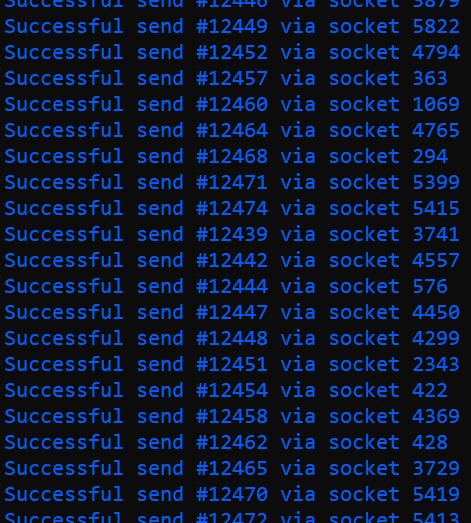 Successful send #12446 via socket 5879
Successful send #12449 via socket 5822
Successful send #12452 via socket 4794
Successful send #12457 via socket 363
Successful send #12460 via socket 1069
Successful send #12464 via socket 4765
Successful send #12468 via socket 294
Successful send #12471 via socket 5399
Successful send #12474 via socket 5415
Successful send #12439 via socket 3741
Successful send #12442 via socket 4557
Successful send #12444 via socket 576
Successful send #12447 via socket 4450
Successful send #12448 via socket 4299
Successful send #12451 via socket 2343
Successful send #12454 via socket 422
Successful send #12458 via socket 4369
Successful send #12462 via socket 428
Successful send #12465 via socket 3729
Successful send #12470 via socket 5419
Successful send #12472 via socket 5413